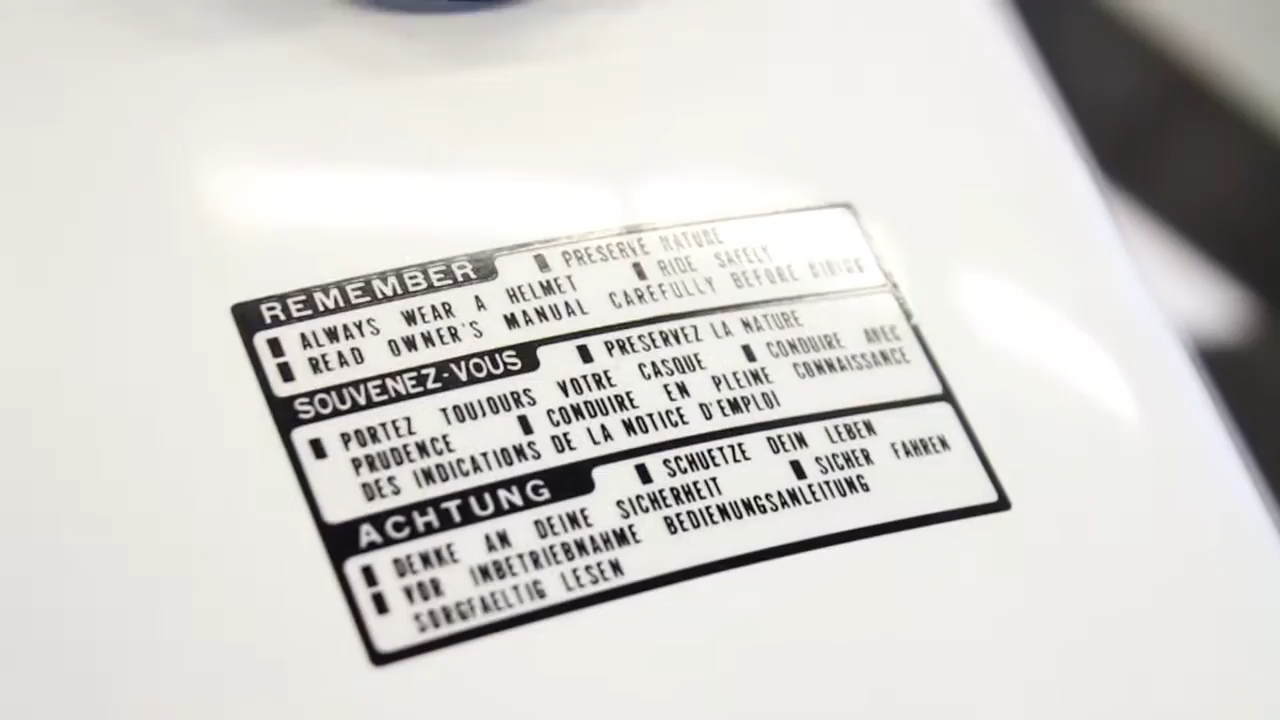 REMEMBER ▮ PRESERVE NATURE
▮ ALWAYS WEAR A HELMET ▮ RIDE SAFELY
▮ READ OWNER'S MANUAL CAREFULLY BEFORE RIDING
SOUVENEZ-VOUS ▮ PRESERVEZ LA NATURE
▮ PORTEZ TOUJOURS VOTRE CASQUE ▮ CONDUIRE AVEC
PRUDENCE ▮ CONDUIRE EN PLEINE CONNAISSANCE
DES INDICATIONS DE LA NOTICE D'EMPLOI
ACHTUNG ▮ SCHUETZE DEIN LEBEN
▮ DENKE AN DEINE SICHERHEIT ▮ SICHER FAHREN
▮ VOR INBETRIEBNAHME BEDIENUNGSANLEITUNG
SORGFAELTIG LESEN